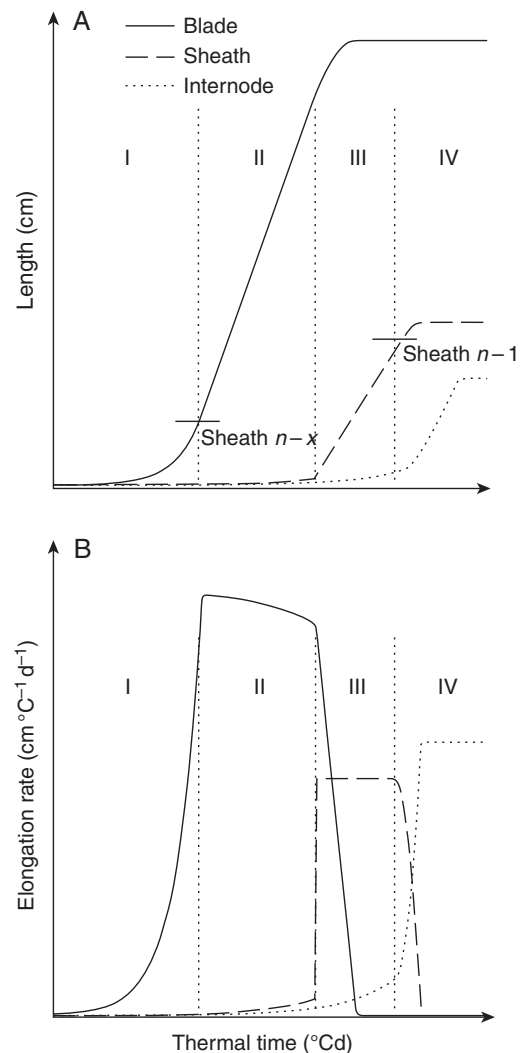 A
Blade
Sheath
Internode
I
II
III
IV
Length (cm)
Sheath n – 1
Sheath n – x
B
I
II
III
IV
Elongation rate (cm °C⁻¹ d⁻¹)
Thermal time (°Cd)